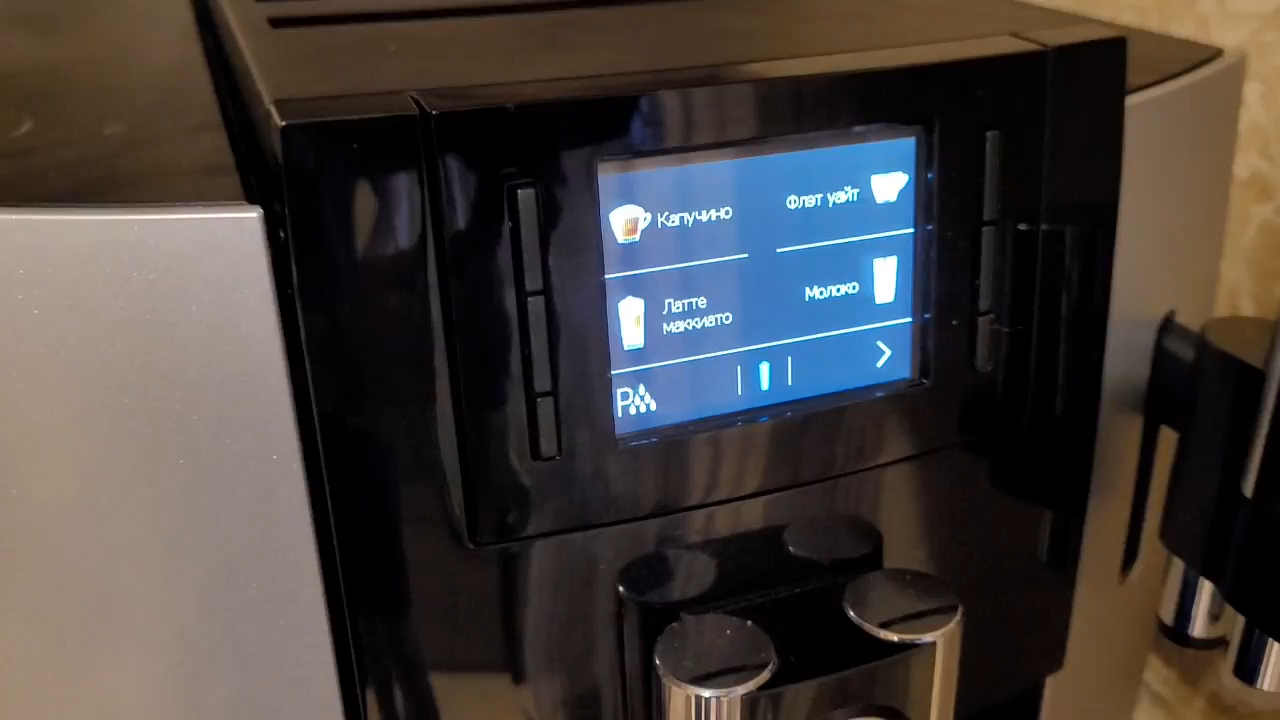 Капучино
Флэт уайт
Латте
маккиато
Молоко
P